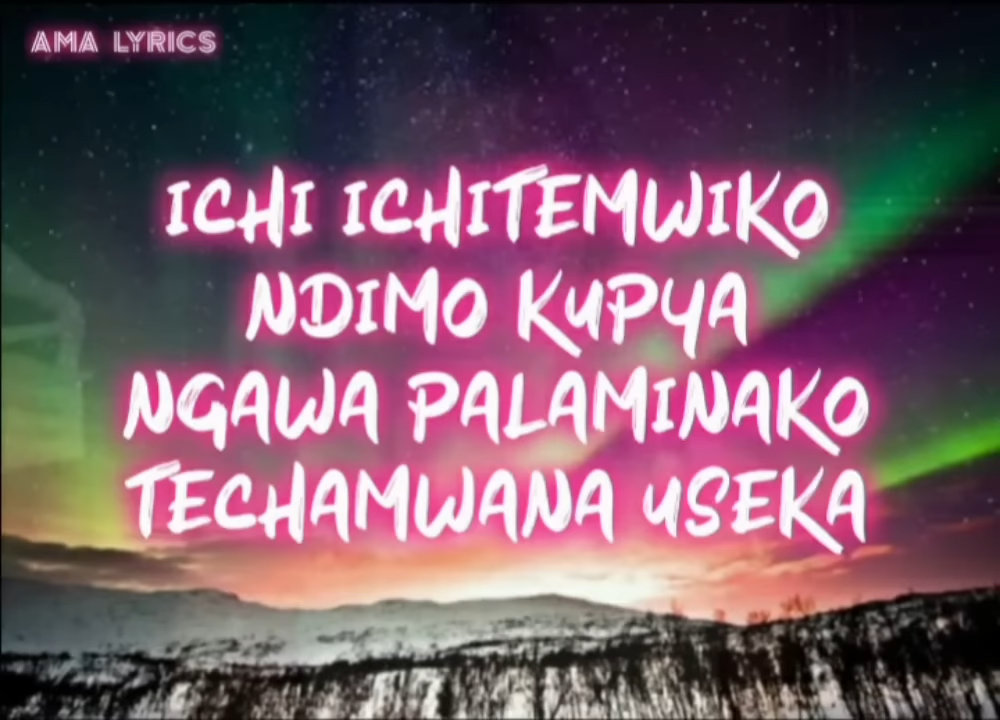 AMA LYRICS
ICHI ICHITEMWIKO
NDIMO KUPYA
NGAWA PALAMINAKO
TECHAMWANA USEKA